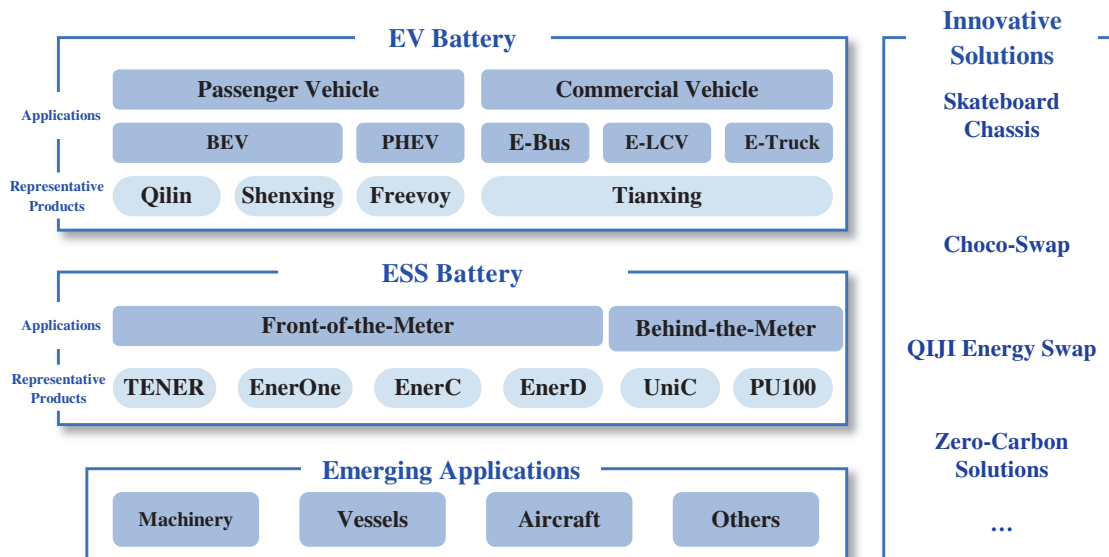 EV Battery
Applications
Passenger Vehicle
Commercial Vehicle
BEV
PHEV
E-Bus
E-LCV
E-Truck
Representative
Products
Qilin
Shenxing
Freevoy
Tianxing
ESS Battery
Applications
Front-of-the-Meter
Behind-the-Meter
Representative
Products
TENER
EnerOne
EnerC
EnerD
UniC
PU100
Emerging Applications
Machinery
Vessels
Aircraft
Others
Innovative
Solutions
Skateboard
Chassis
Choco-Swap
QIJI Energy Swap
Zero-Carbon
Solutions
...